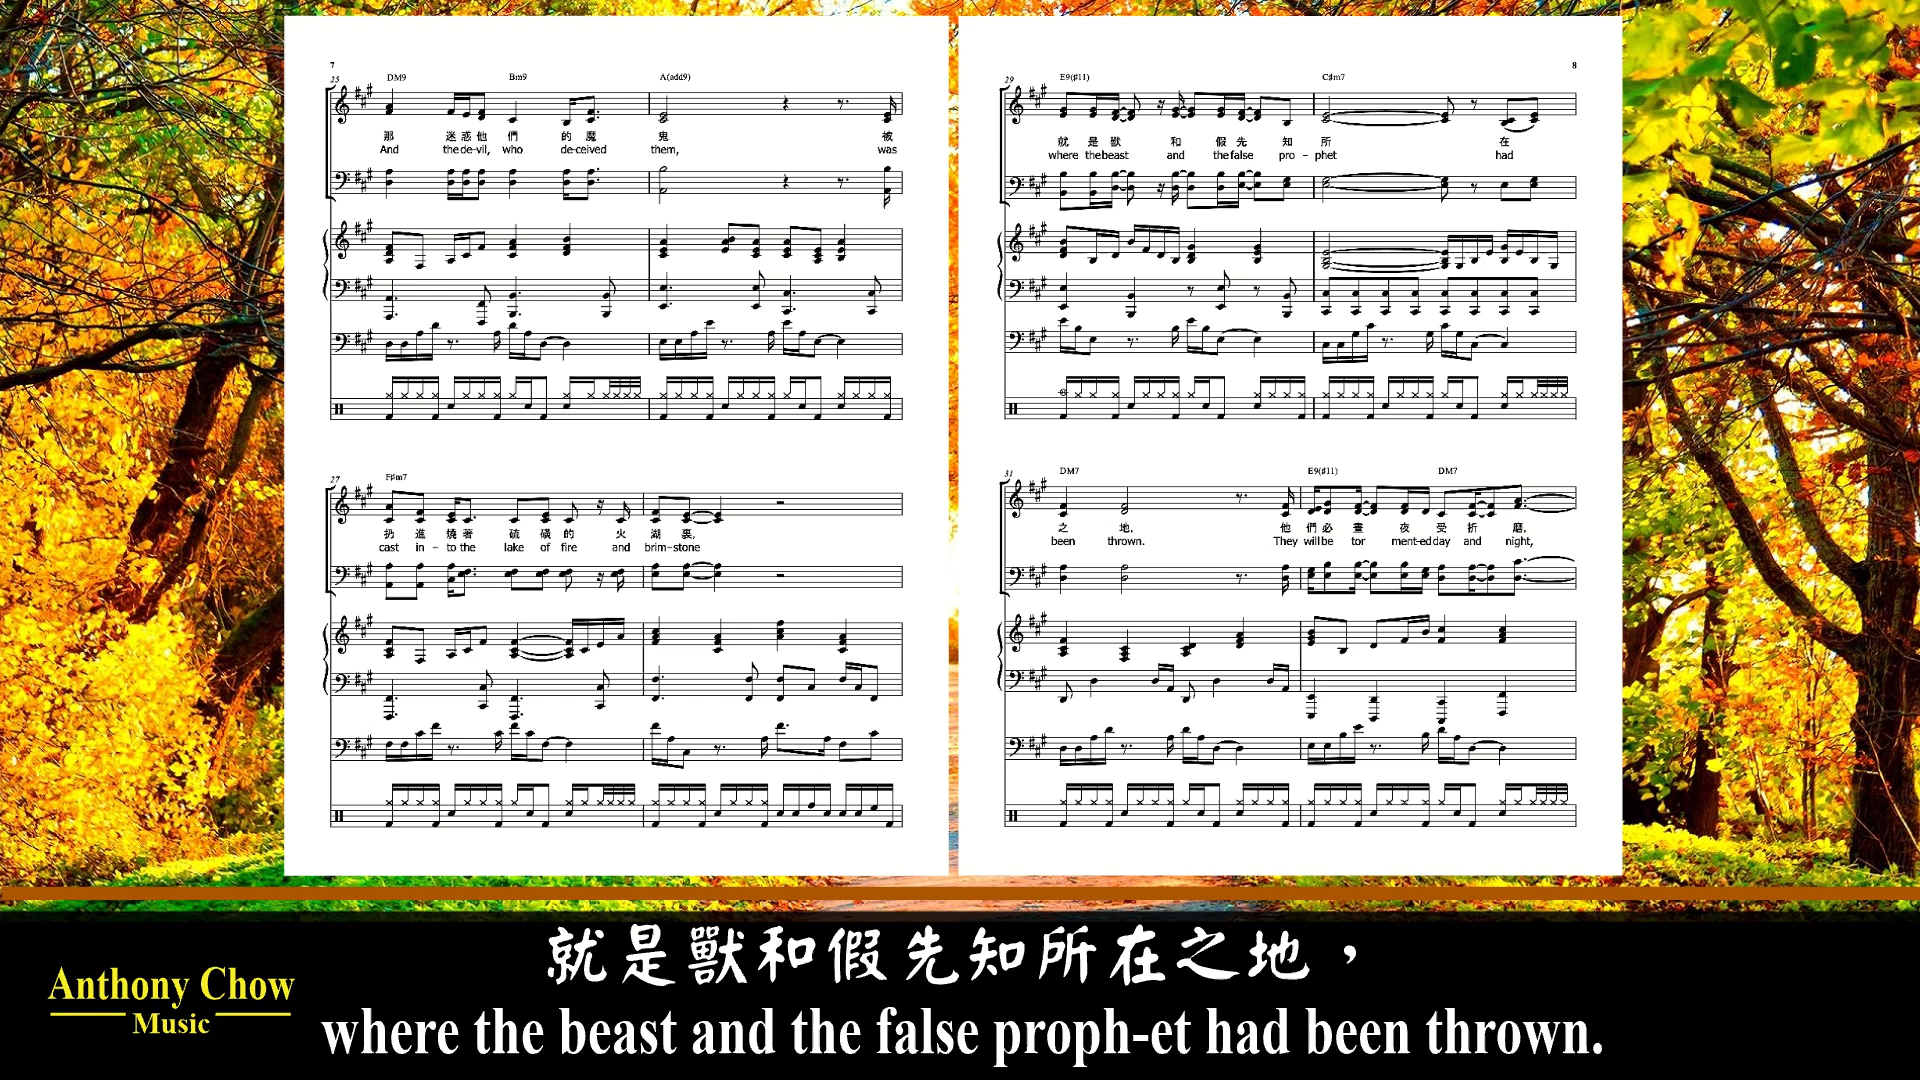 7
25 DM9 Bm9 A(add9)
那 迷惑他 們 的魔 鬼 被
And the de-vil, who de-ceived them, was
27 F♯m7
扔 進 燒著 硫 磺 的 火 湖 裏,
cast in - to the lake of fire and brim-stone
8
29 E9(♯11) C♯m7
就 是 獸 和 假 先 知 所 在
where the beast and the false pro - phet had
31 DM7 E9(♯11) DM7
之 地, 他 們 必 晝 夜 受 折 磨,
been thrown. They will be tor ment-ed day and night,
就是獸和假先知所在之地，
Anthony Chow
Music
where the beast and the false proph-et had been thrown.